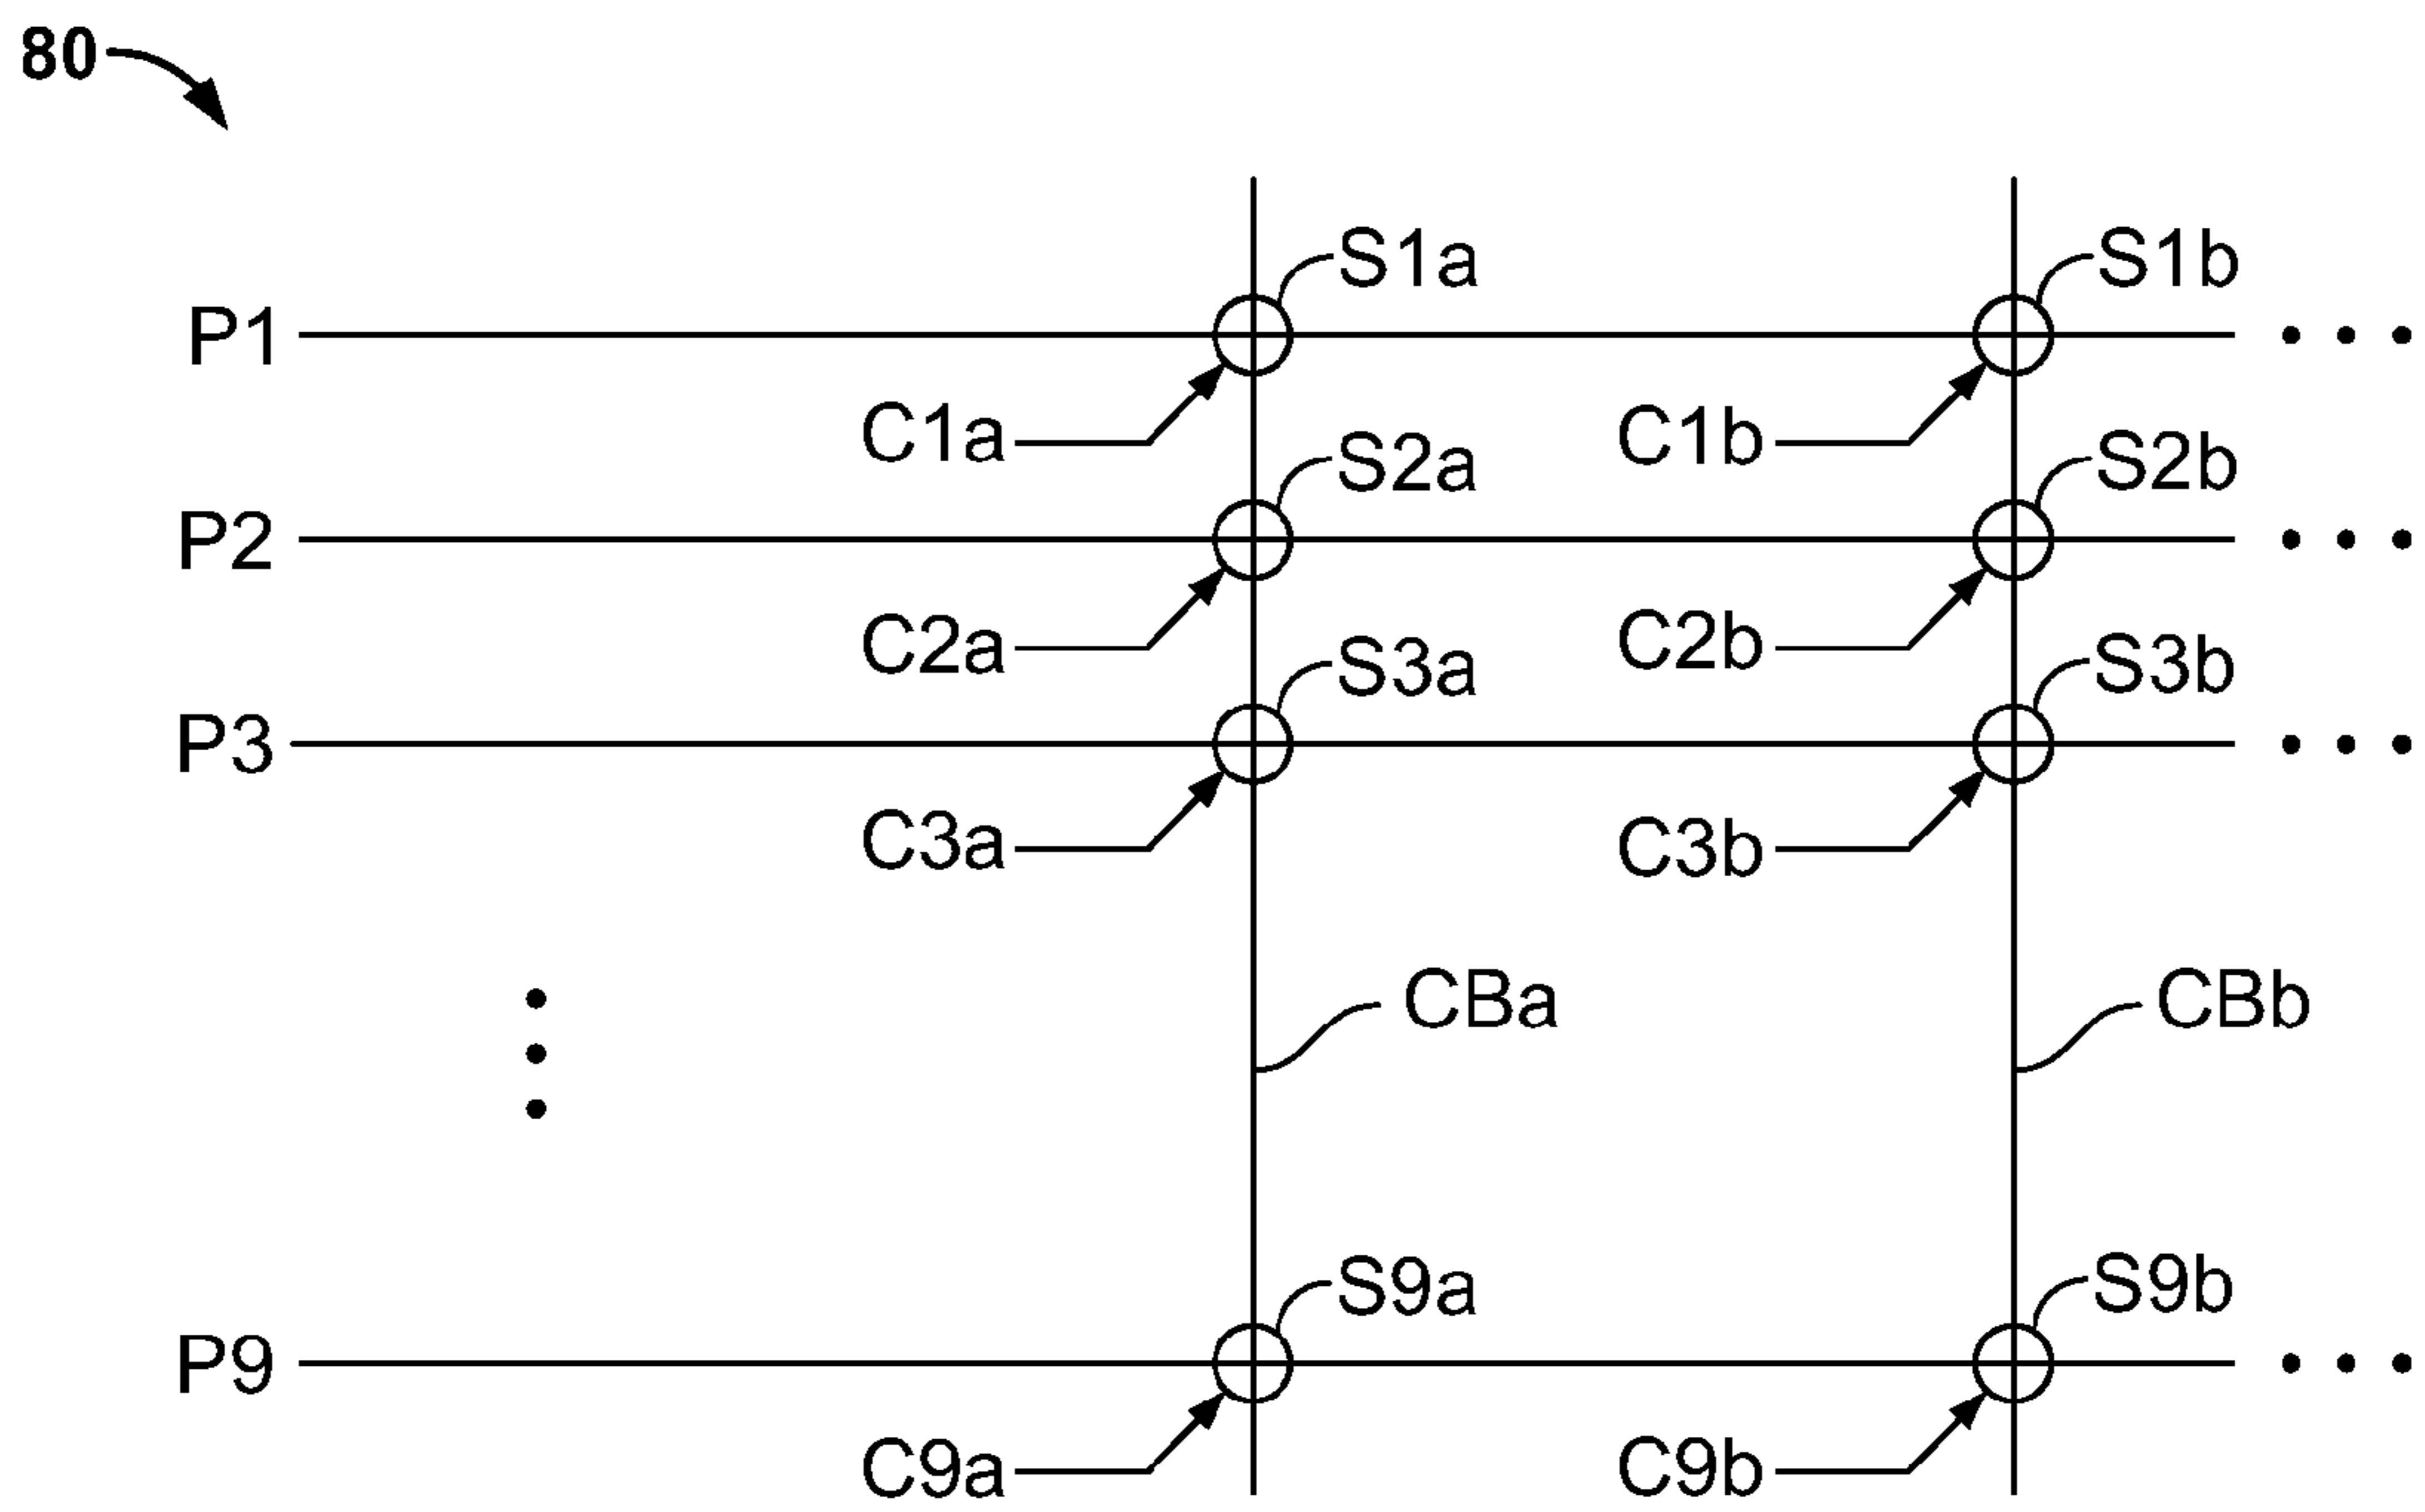 80
S1a S1b
P1
C1a C1b
S2a S2b
P2
C2a C2b
S3a S3b
P3
C3a C3b
CBa CBb
S9a S9b
P9
C9a C9b